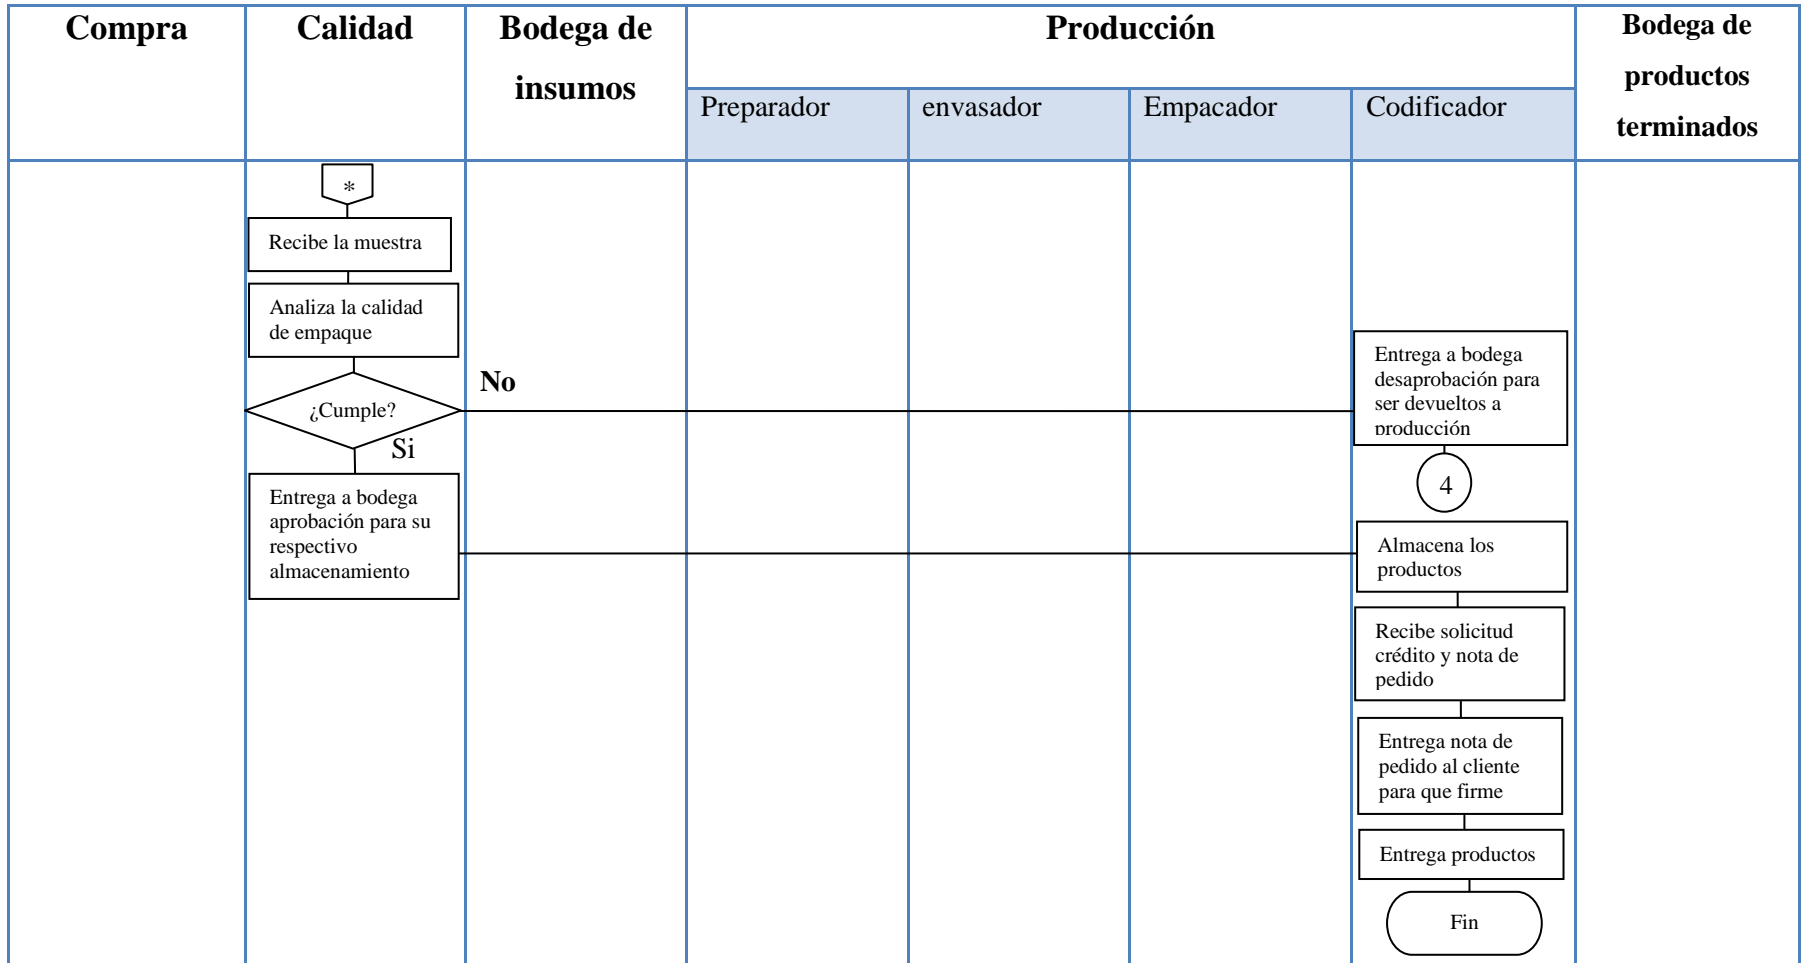 Compra
Calidad
Bodega de
insumos
Producción
Bodega de
productos
terminados
Preparador
envasador
Empacador
Codificador
*
Recibe la muestra
Analiza la calidad
de empaque
¿Cumple?
No
Si
Entrega a bodega
desaprobación para
ser devueltos a
producción
4
Entrega a bodega
aprobación para su
respectivo
almacenamiento
Almacena los
productos
Recibe solicitud
crédito y nota de
pedido
Entrega nota de
pedido al cliente
para que firme
Entrega productos
Fin